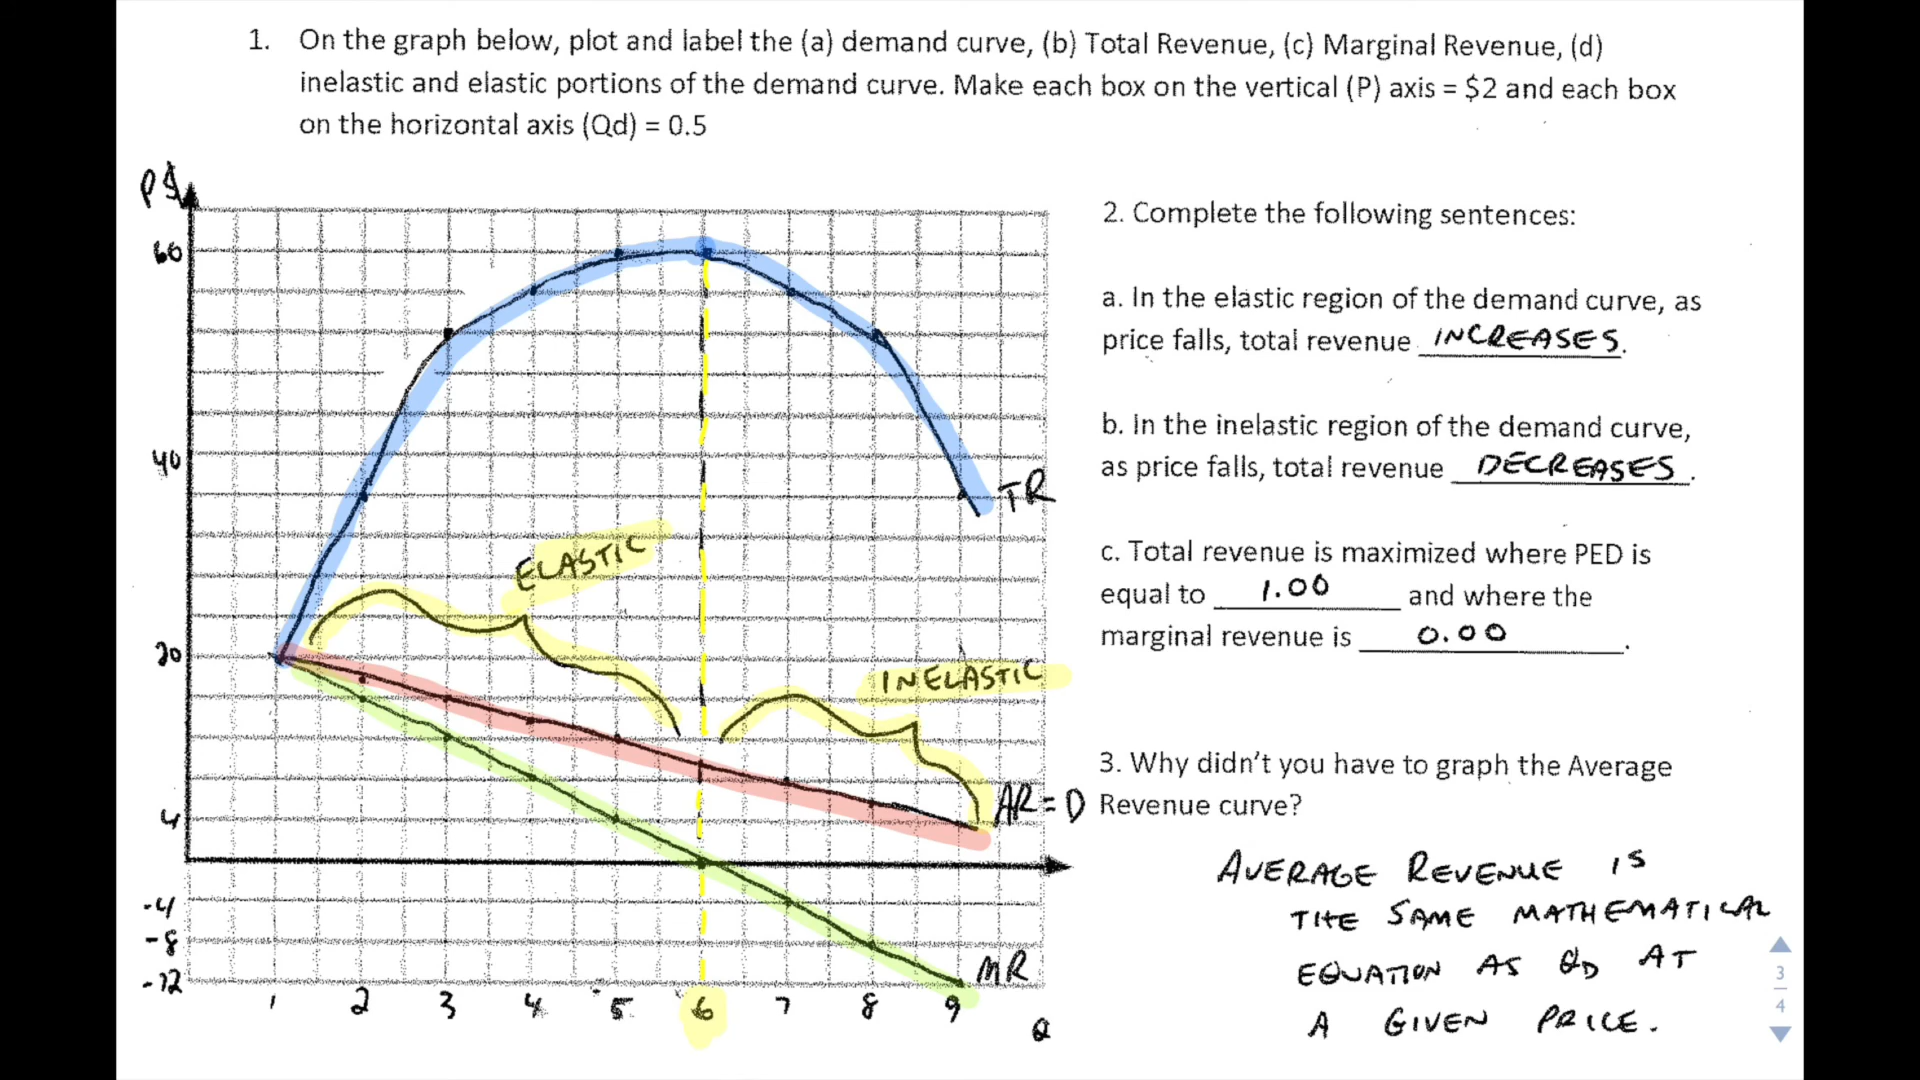 1. On the graph below, plot and label the (a) demand curve, (b) Total Revenue, (c) Marginal Revenue, (d)
inelastic and elastic portions of the demand curve. Make each box on the vertical (P) axis = $2 and each box
on the horizontal axis (Qd) = 0.5
P$
60
40
20
4
-4
-8
-12
1 2 3 4 5 6 7 8 9
Q
TR
ELASTIC
INELASTIC
AR = D
MR
2. Complete the following sentences:
a. In the elastic region of the demand curve, as
price falls, total revenue INCREASES.
b. In the inelastic region of the demand curve,
as price falls, total revenue DECREASES.
c. Total revenue is maximized where PED is
equal to 1.00 and where the
marginal revenue is 0.00.
3. Why didn't you have to graph the Average
Revenue curve?
AVERAGE REVENUE IS
THE SAME MATHEMATICAL
EQUATION AS QD AT
A GIVEN PRICE.
3
4